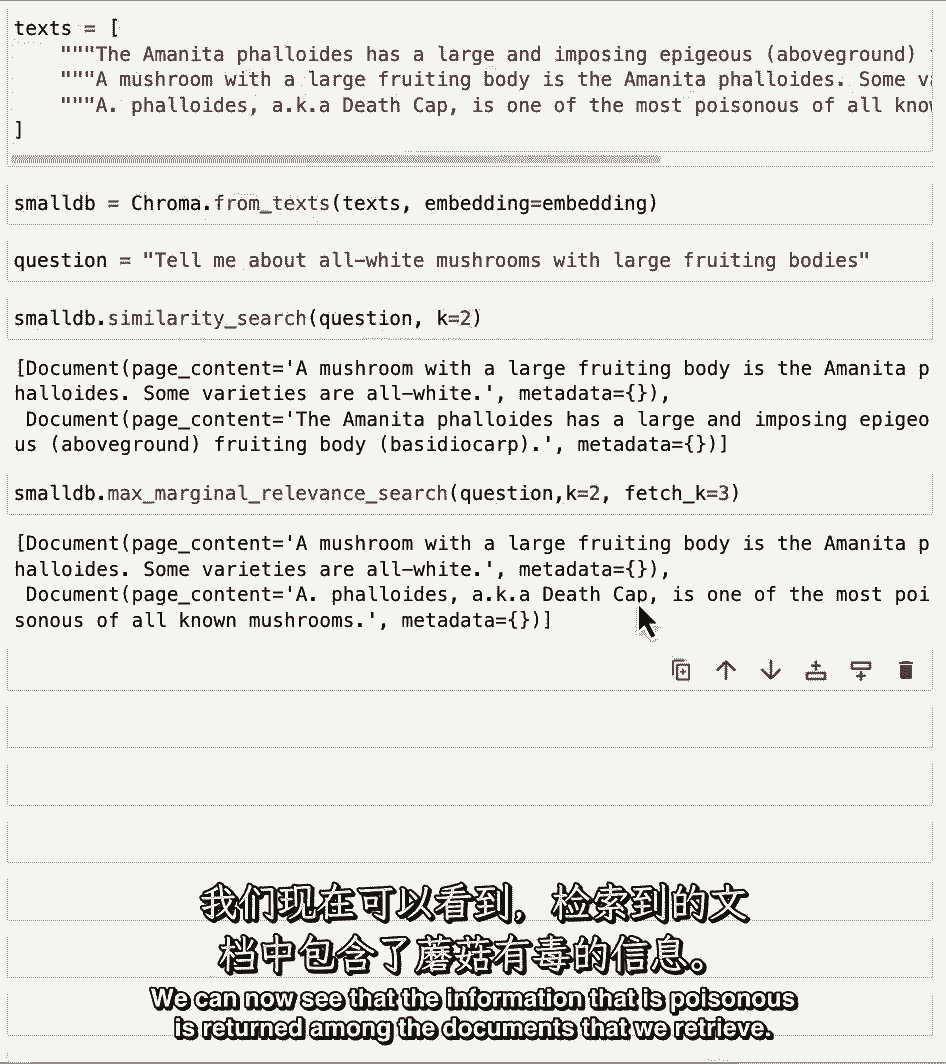 texts = [
"""The Amanita phalloides has a large and imposing epigeous (aboveground)
"""A mushroom with a large fruiting body is the Amanita phalloides. Some
"""A. phalloides, a.k.a Death Cap, is one of the most poisonous of all
]
smalldb = Chroma.from_texts(texts, embedding=embedding)
question = "Tell me about all-white mushrooms with large fruiting bodies"
smalldb.similarity_search(question, k=2)
[Document(page_content='A mushroom with a large fruiting body is the Amanita p
halloides. Some varieties are all-white.', metadata={}),
Document(page_content='The Amanita phalloides has a large and imposing epigeo
us (aboveground) fruiting body (basidiocarp).', metadata={})]
smalldb.max_marginal_relevance_search(question,k=2, fetch_k=3)
[Document(page_content='A mushroom with a large fruiting body is the Amanita p
halloides. Some varieties are all-white.', metadata={}),
Document(page_content='A. phalloides, a.k.a Death Cap, is one of the most poi
sonous of all known mushrooms.', metadata={})]
我们现在可以看到，检索到的文
档中包含了蘑菇有毒的信息。
We can now see that the information that is poisonous
is returned among the documents that we retrieve.